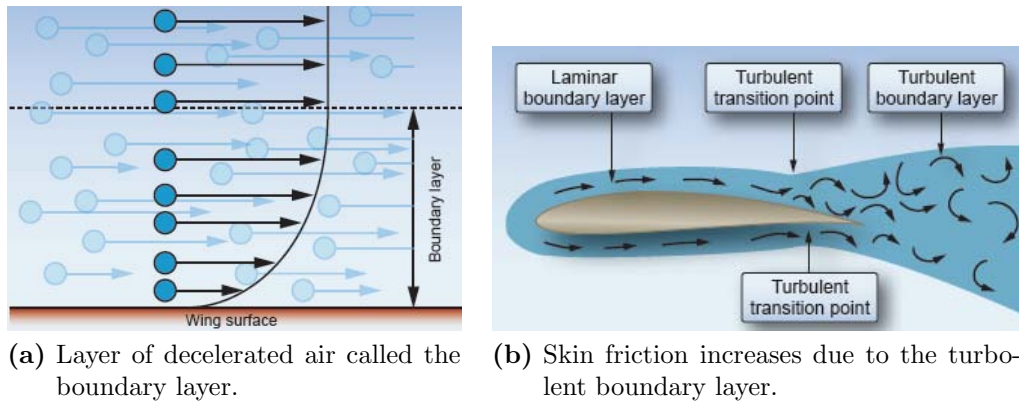 Boundary layer
Wing surface
Laminar
boundary layer
Turbulent
transition point
Turbulent
boundary layer
Turbulent
transition point
(a) Layer of decelerated air called the
boundary layer.
(b) Skin friction increases due to the turbo-
lent boundary layer.